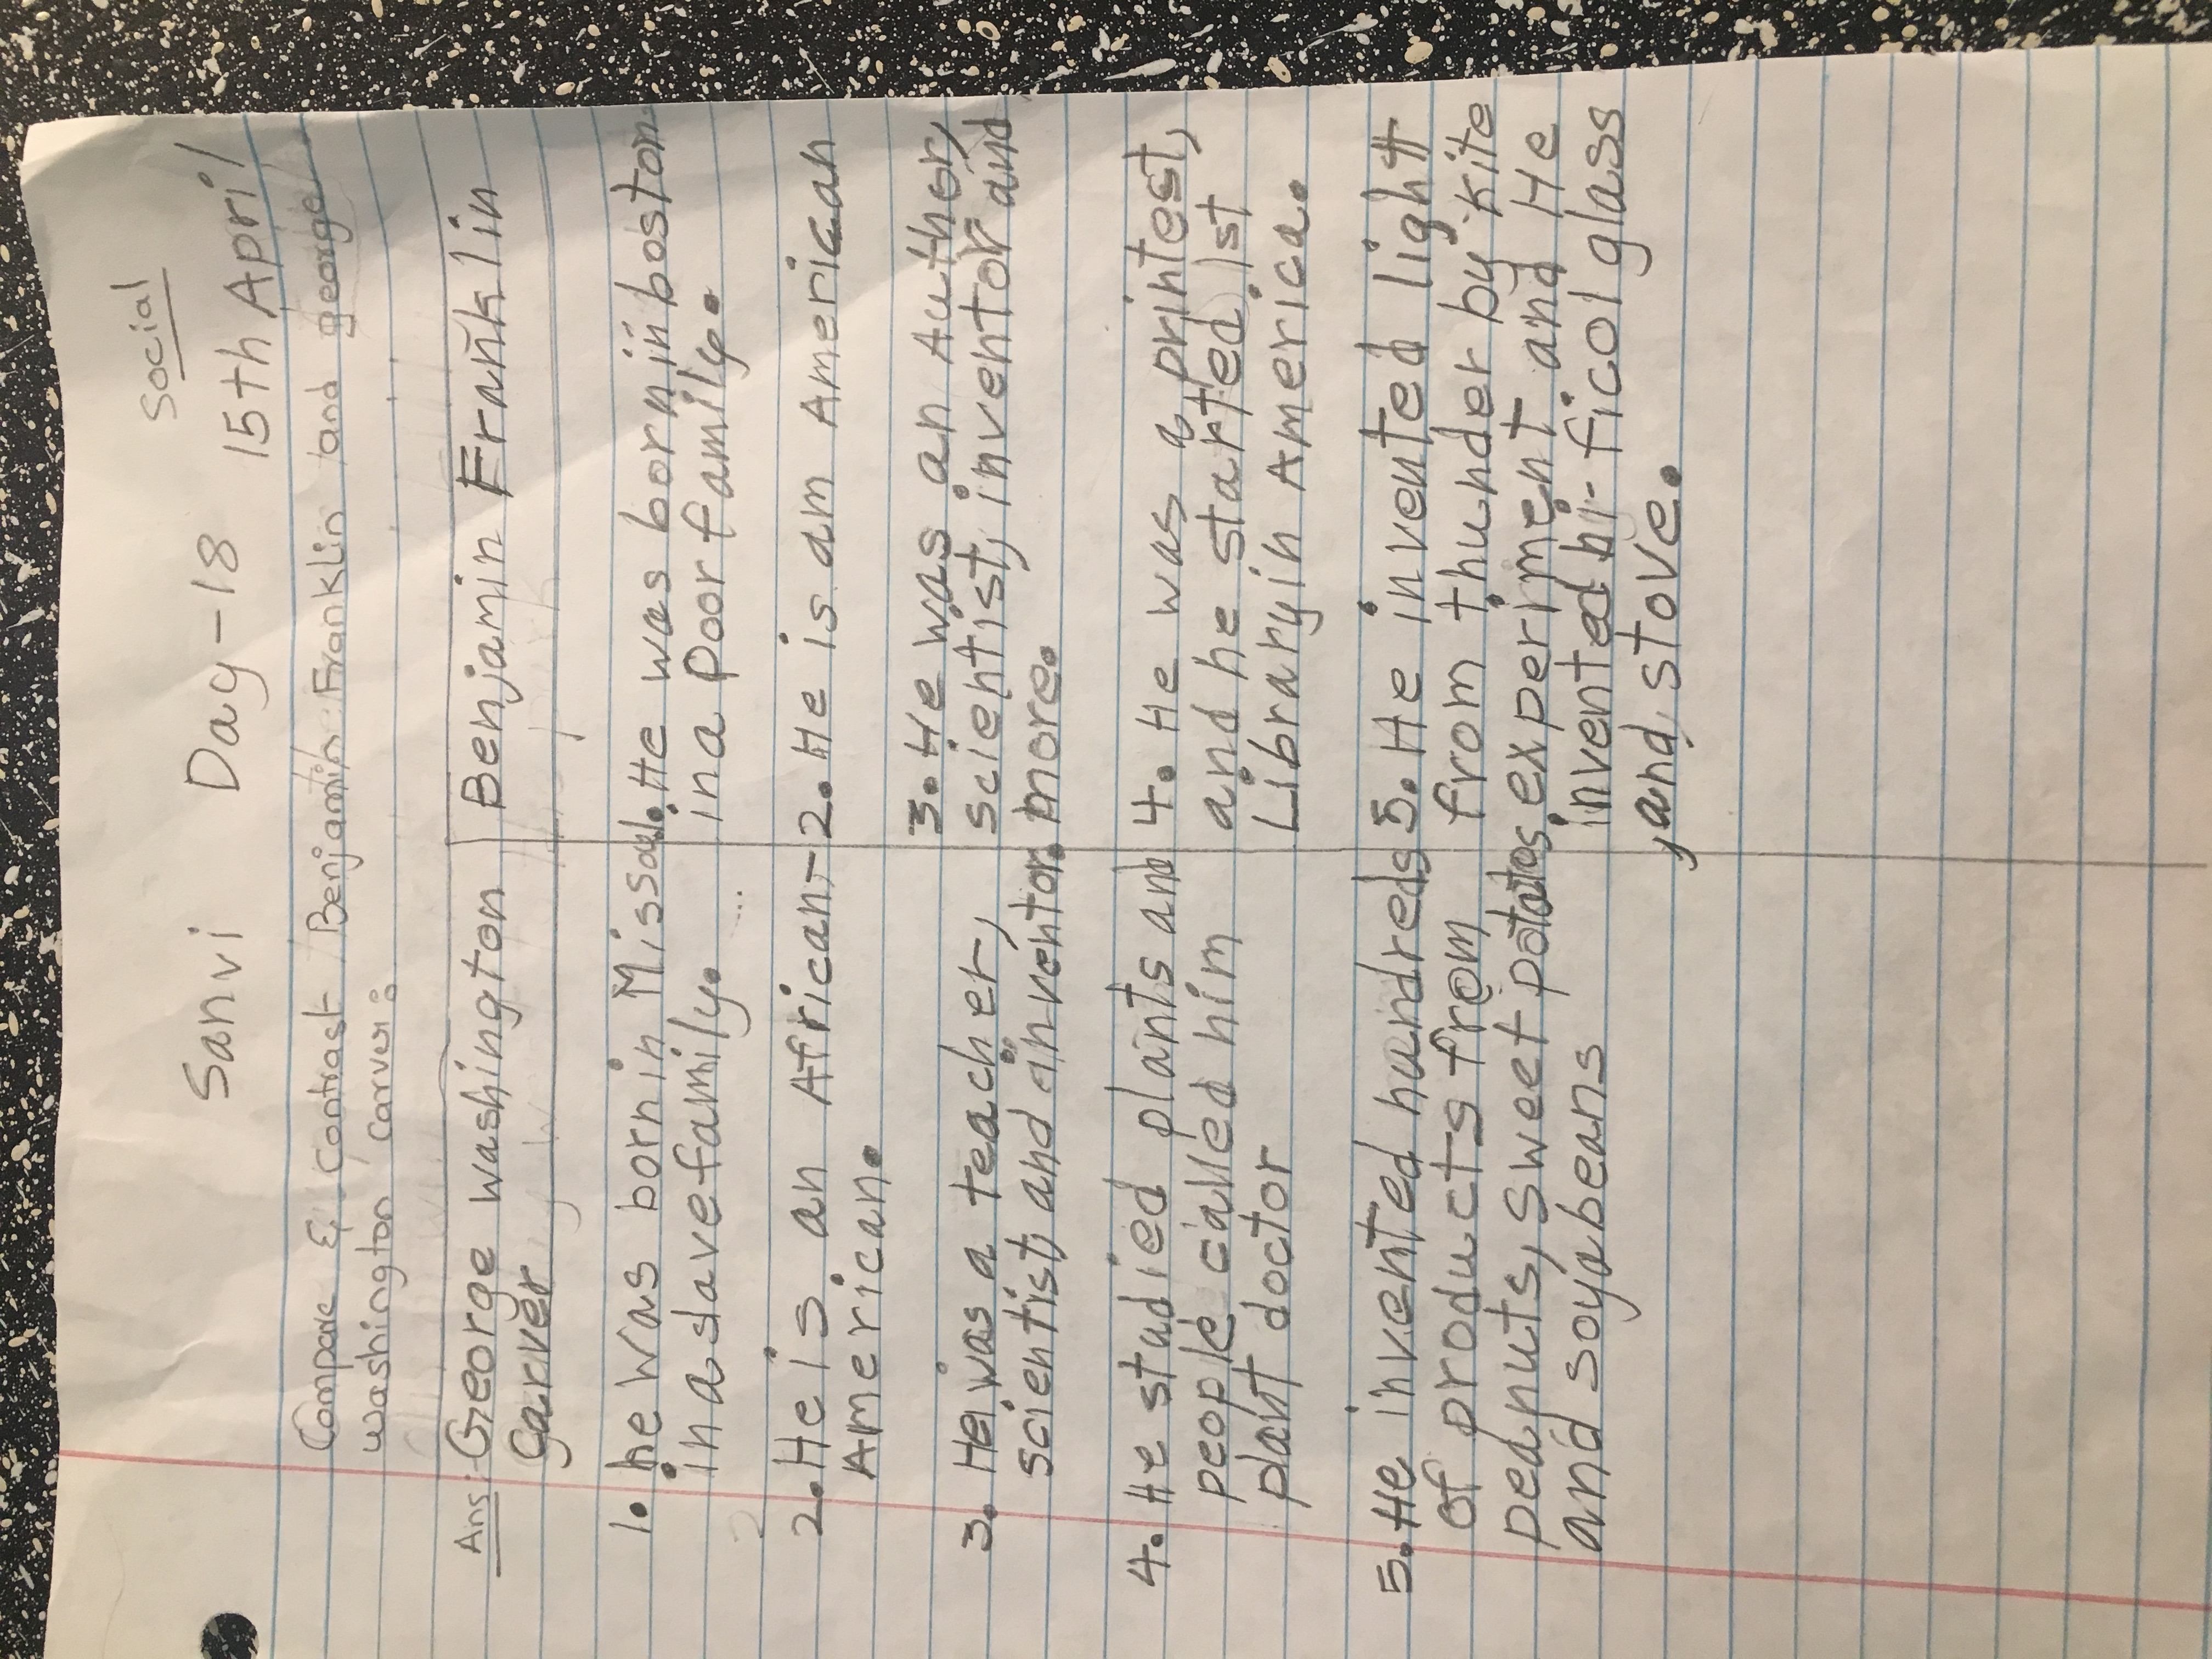 Social
Sanvi Day-18 15th April
Compare & Contrast Benjamin Franklin and george
washington carver:
Ans: George washington
Carver
1. he was born in Missou
in a slave family.
2. He is an African-
American.
3. He was a teacher,
scientist, and inventor.
4. He studied plants and
people called him
plant doctor
5. He invented hundreds
of products from
peanuts, sweet potatoes
and soyabeans
Benjamin Franklin
1. He was born in boston
in a poor family.
2. He is am American
3. He was an Author,
scientist, inventor and
more.
4. He was a printest,
and he started 1st
Library in America.
5. He invented light
from thunder by kite
experiment and He
invented bi-ficol glass
, and stove.